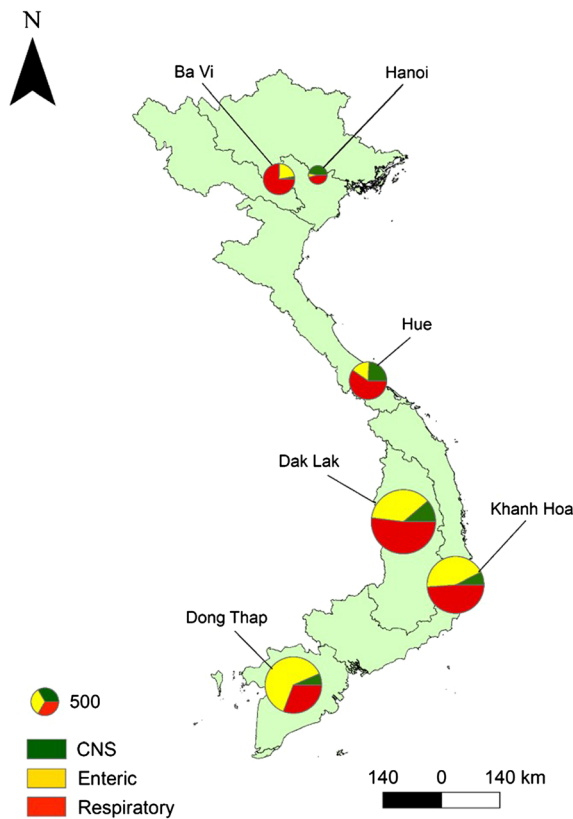 N
Ba Vi
Hanoi
Hue
Dak Lak
Khanh Hoa
Dong Thap
500
CNS
Enteric
Respiratory
140 0 140 km